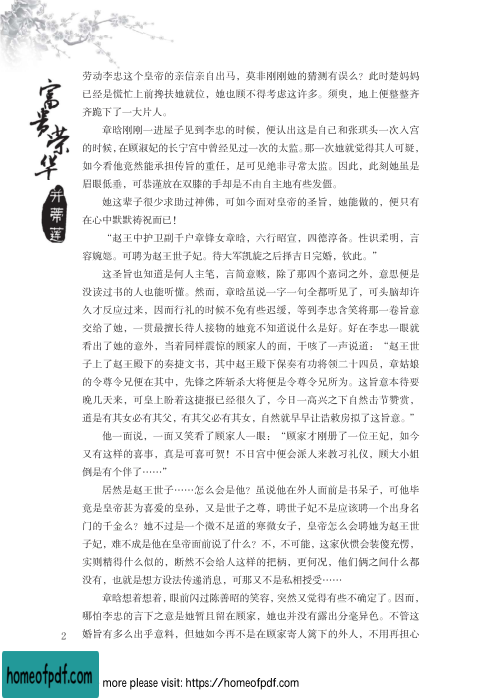 富贵荣华
并蒂莲
劳动李忠这个皇帝的亲信亲自出马，莫非刚刚她的猜测有误么？此时楚妈妈
已经是慌忙上前搀扶她就位，她也顾不得考虑这许多。须臾，地上便整整齐
齐跪下了一大片人。
章晗刚刚一进屋子见到李忠的时候，便认出这是自己和张琪头一次入宫
的时候，在顾淑妃的长宁宫中曾经见过一次的太监。那一次她就觉得其人可疑，
如今看他竟然能承担传旨的重任，足可见绝非寻常太监。因此，此刻她虽是
眉眼低垂，可恭谨放在双膝的手却是不由自主地有些发僵。
她这辈子很少求助过神佛，可如今面对皇帝的圣旨，她能做的，便只有
在心中默默祷祝而已！
“赵王中护卫副千户章锋女章晗，六行昭宣，四德淳备。性识柔明，言
容婉嫕。可聘为赵王世子妃。待大军凯旋之后择吉日完婚，钦此。”
这圣旨也知道是何人主笔，言简意赅，除了那四个嘉词之外，意思便是
没读过书的人也能听懂。然而，章晗虽说一字一句全都听见了，可头脑却许
久才反应过来，因而行礼的时候不免有些迟缓，等到李忠含笑将那一卷旨意
交给了她，一贯最擅长待人接物的她竟不知道说什么是好。好在李忠一眼就
看出了她的意外，当着同样震惊的顾家人的面，干咳了一声说道：“赵王世
子上了赵王殿下的奏捷文书，其中赵王殿下保奏有功将领二十四员，章姑娘
的令尊令兄便在其中，先锋之阵斩杀大将便是令尊令兄所为。这旨意本待要
晚几天来，可皇上盼着这捷报已经很久了，今日一高兴之下自然击节赞赏，
道是有其女必有其父，有其父必有其女，自然就早早让诰敕房拟了这旨意。”
他一面说，一面又笑看了顾家人一眼：“顾家才刚册了一位王妃，如今
又有这样的喜事，真是可喜可贺！不日宫中便会派人来教习礼仪，顾大小姐
倒是有个伴了……”
居然是赵王世子……怎么会是他？虽说他在外人面前是书呆子，可他毕
竟是皇帝甚为喜爱的皇孙，又是世子之尊，聘世子妃不是应该聘一个出身名
门的千金么？她不过是一个微不足道的寒微女子，皇帝怎么会聘她为赵王世
子妃，难不成是他在皇帝面前说了什么？不，不可能，这家伙惯会装傻充愣，
实则精得什么似的，断然不会给人这样的把柄，更何况，他们俩之间什么都
没有，也就是想方设法传递消息，可那又不是私相授受……
章晗想着想着，眼前闪过陈善昭的笑容，突然又觉得有些不确定了。因而，
哪怕李忠的言下之意是她暂且留在顾家，她也并没有露出分毫异色。不管这
婚旨有多么出乎意料，但她如今再不是在顾家寄人篱下的外人，不用再担心
2
homeofpdf.com
more please visit: https://homeofpdf.com